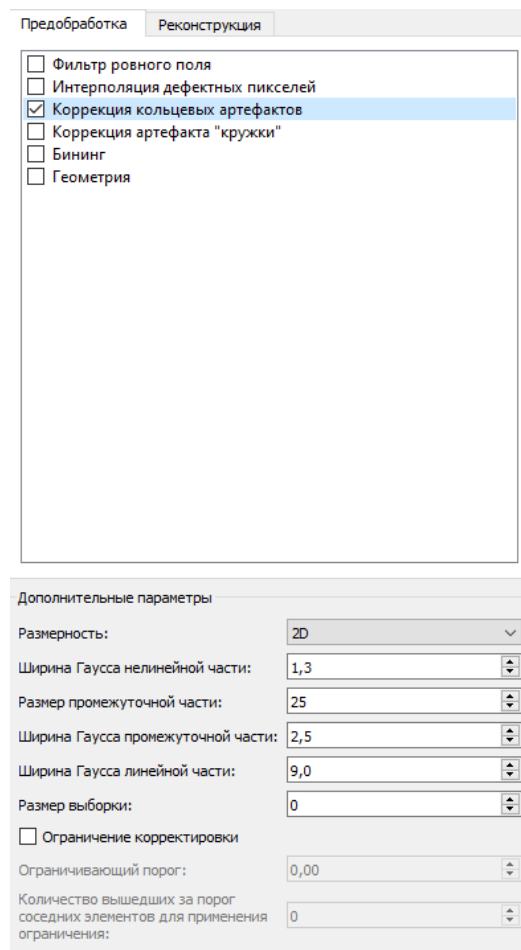 Предобработка Реконструкция
Фильтр ровного поля
Интерполяция дефектных пикселей
Коррекция кольцевых артефактов
Коррекция артефакта "кружки"
Бининг
Геометрия
Дополнительные параметры
Размерность: 2D
Ширина Гаусса нелинейной части: 1,3
Размер промежуточной части: 25
Ширина Гаусса промежуточной части: 2,5
Ширина Гаусса линейной части: 9,0
Размер выборки: 0
Ограничение корректировки
Ограничивающий порог: 0,00
Количество вышедших за порог
соседних элементов для применения 0
ограничения: